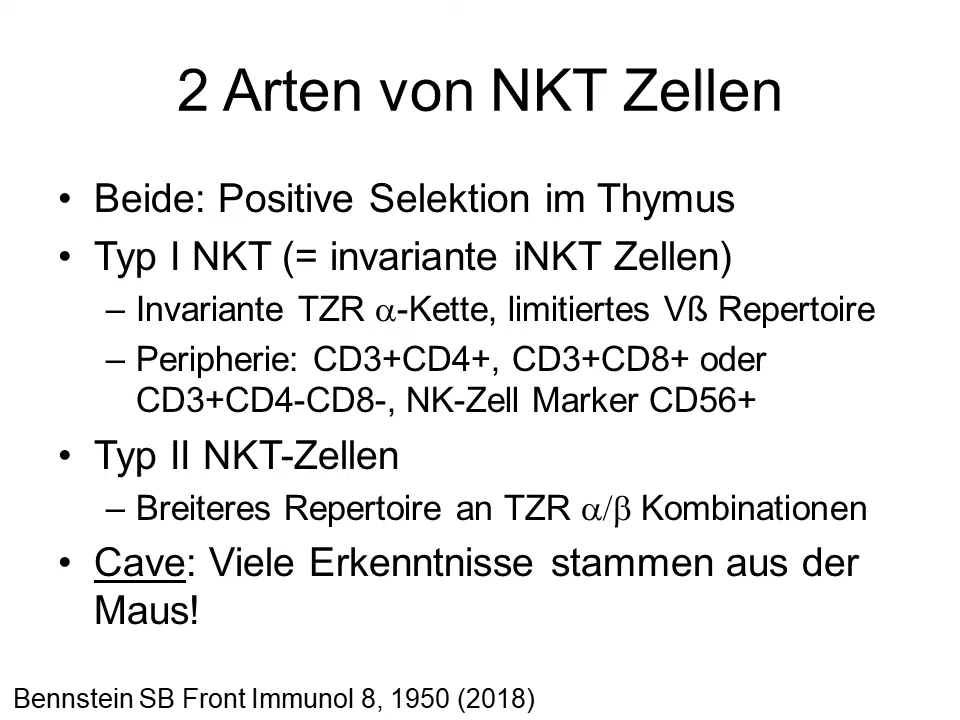 2 Arten von NKT Zellen
• Beide: Positive Selektion im Thymus
• Typ I NKT (= invariante iNKT Zellen)
– Invariante TZR α-Kette, limitiertes Vß Repertoire
– Peripherie: CD3+CD4+, CD3+CD8+ oder
CD3+CD4-CD8-, NK-Zell Marker CD56+
• Typ II NKT-Zellen
– Breiteres Repertoire an TZR α/β Kombinationen
• Cave: Viele Erkenntnisse stammen aus der
Maus!
Bennstein SB Front Immunol 8, 1950 (2018)